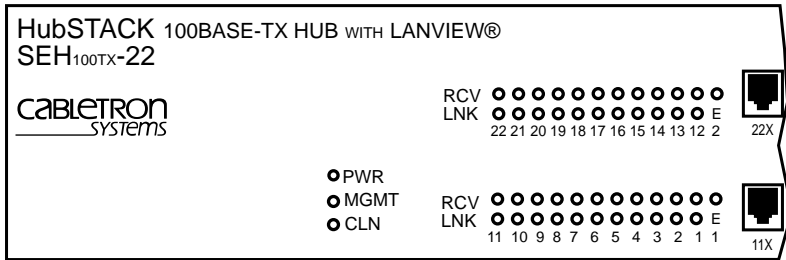 HubSTACK 100BASE-TX HUB WITH LANVIEW®
SEH100TX-22
CABLETRON
SYSTEMS
RCV
LNK E
22 21 20 19 18 17 16 15 14 13 12 2
22X
PWR
MGMT
CLN
RCV
LNK E
11 10 9 8 7 6 5 4 3 2 1 1
11X